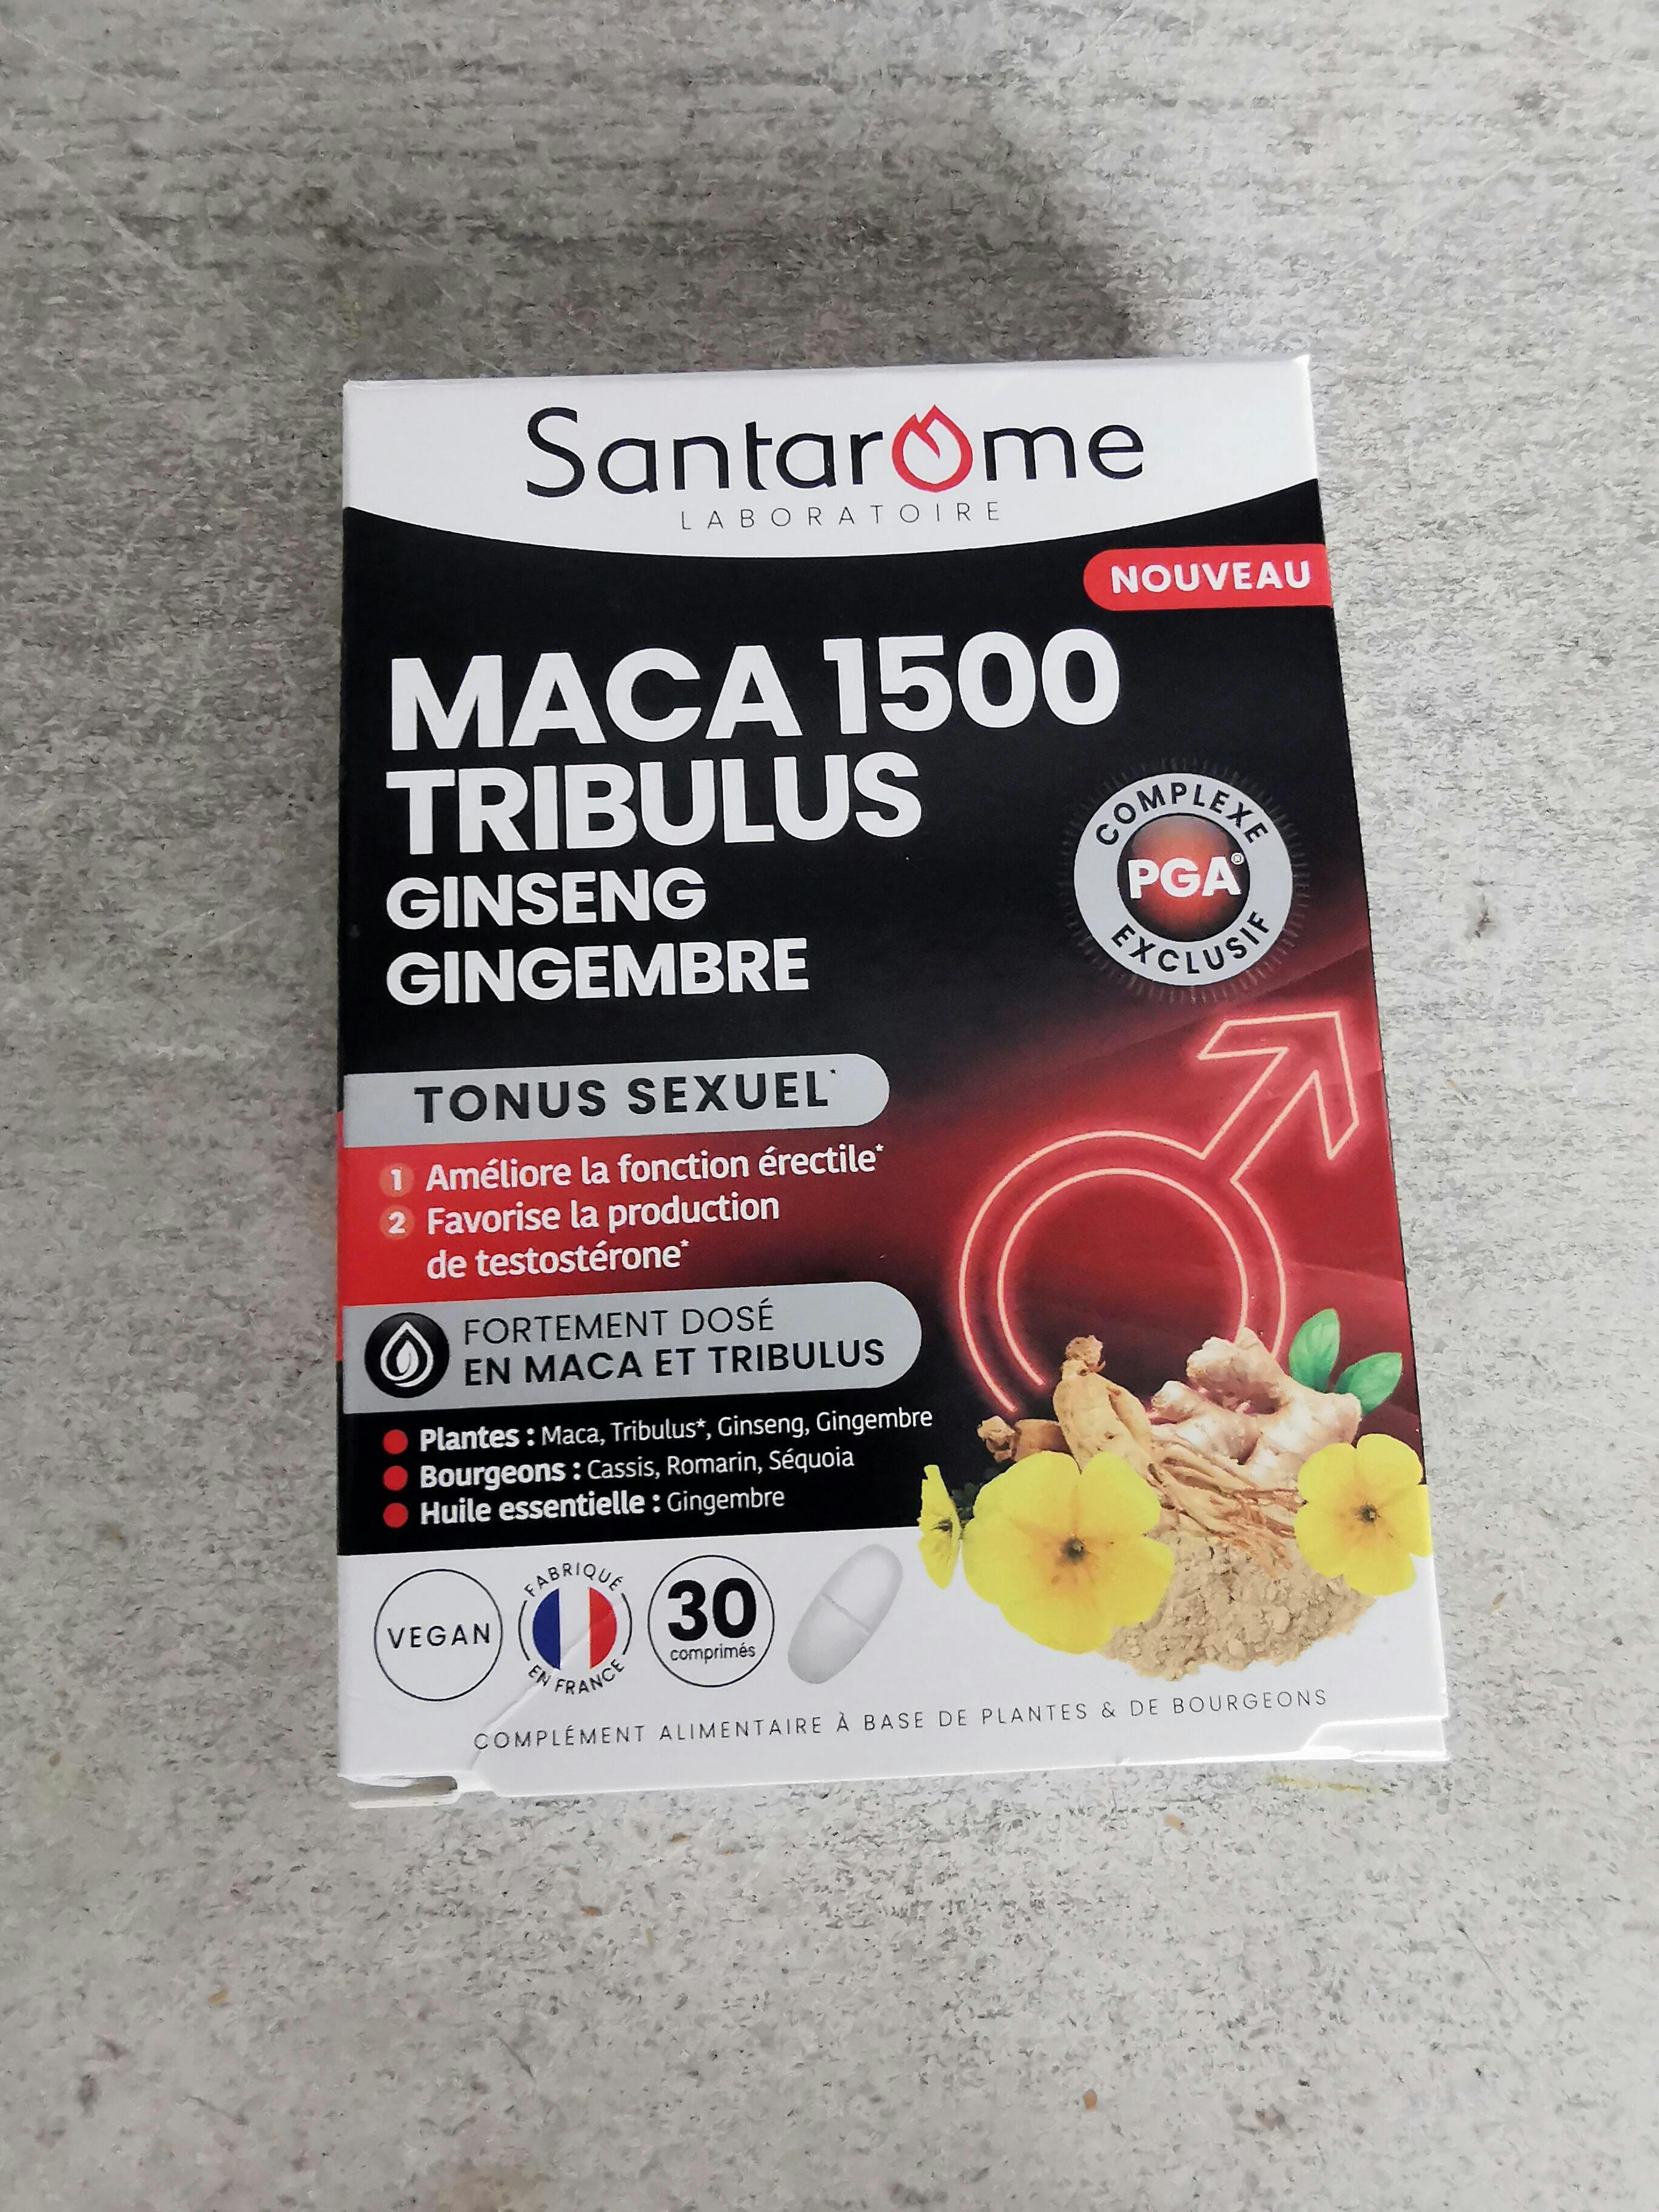 Santarôme
LABORATOIRE
NOUVEAU
MACA 1500
TRIBULUS
GINSENG
GINGEMBRE
COMPLEXE
PGA®
EXCLUSIF
TONUS SEXUEL*
1 Améliore la fonction érectile*
2 Favorise la production
de testostérone*
FORTEMENT DOSÉ
EN MACA ET TRIBULUS
Plantes : Maca, Tribulus*, Ginseng, Gingembre
Bourgeons : Cassis, Romarin, Séquoia
Huile essentielle : Gingembre
VEGAN
FABRIQUÉ
EN FRANCE
30
comprimés
COMPLÉMENT ALIMENTAIRE À BASE DE PLANTES & DE BOURGEONS